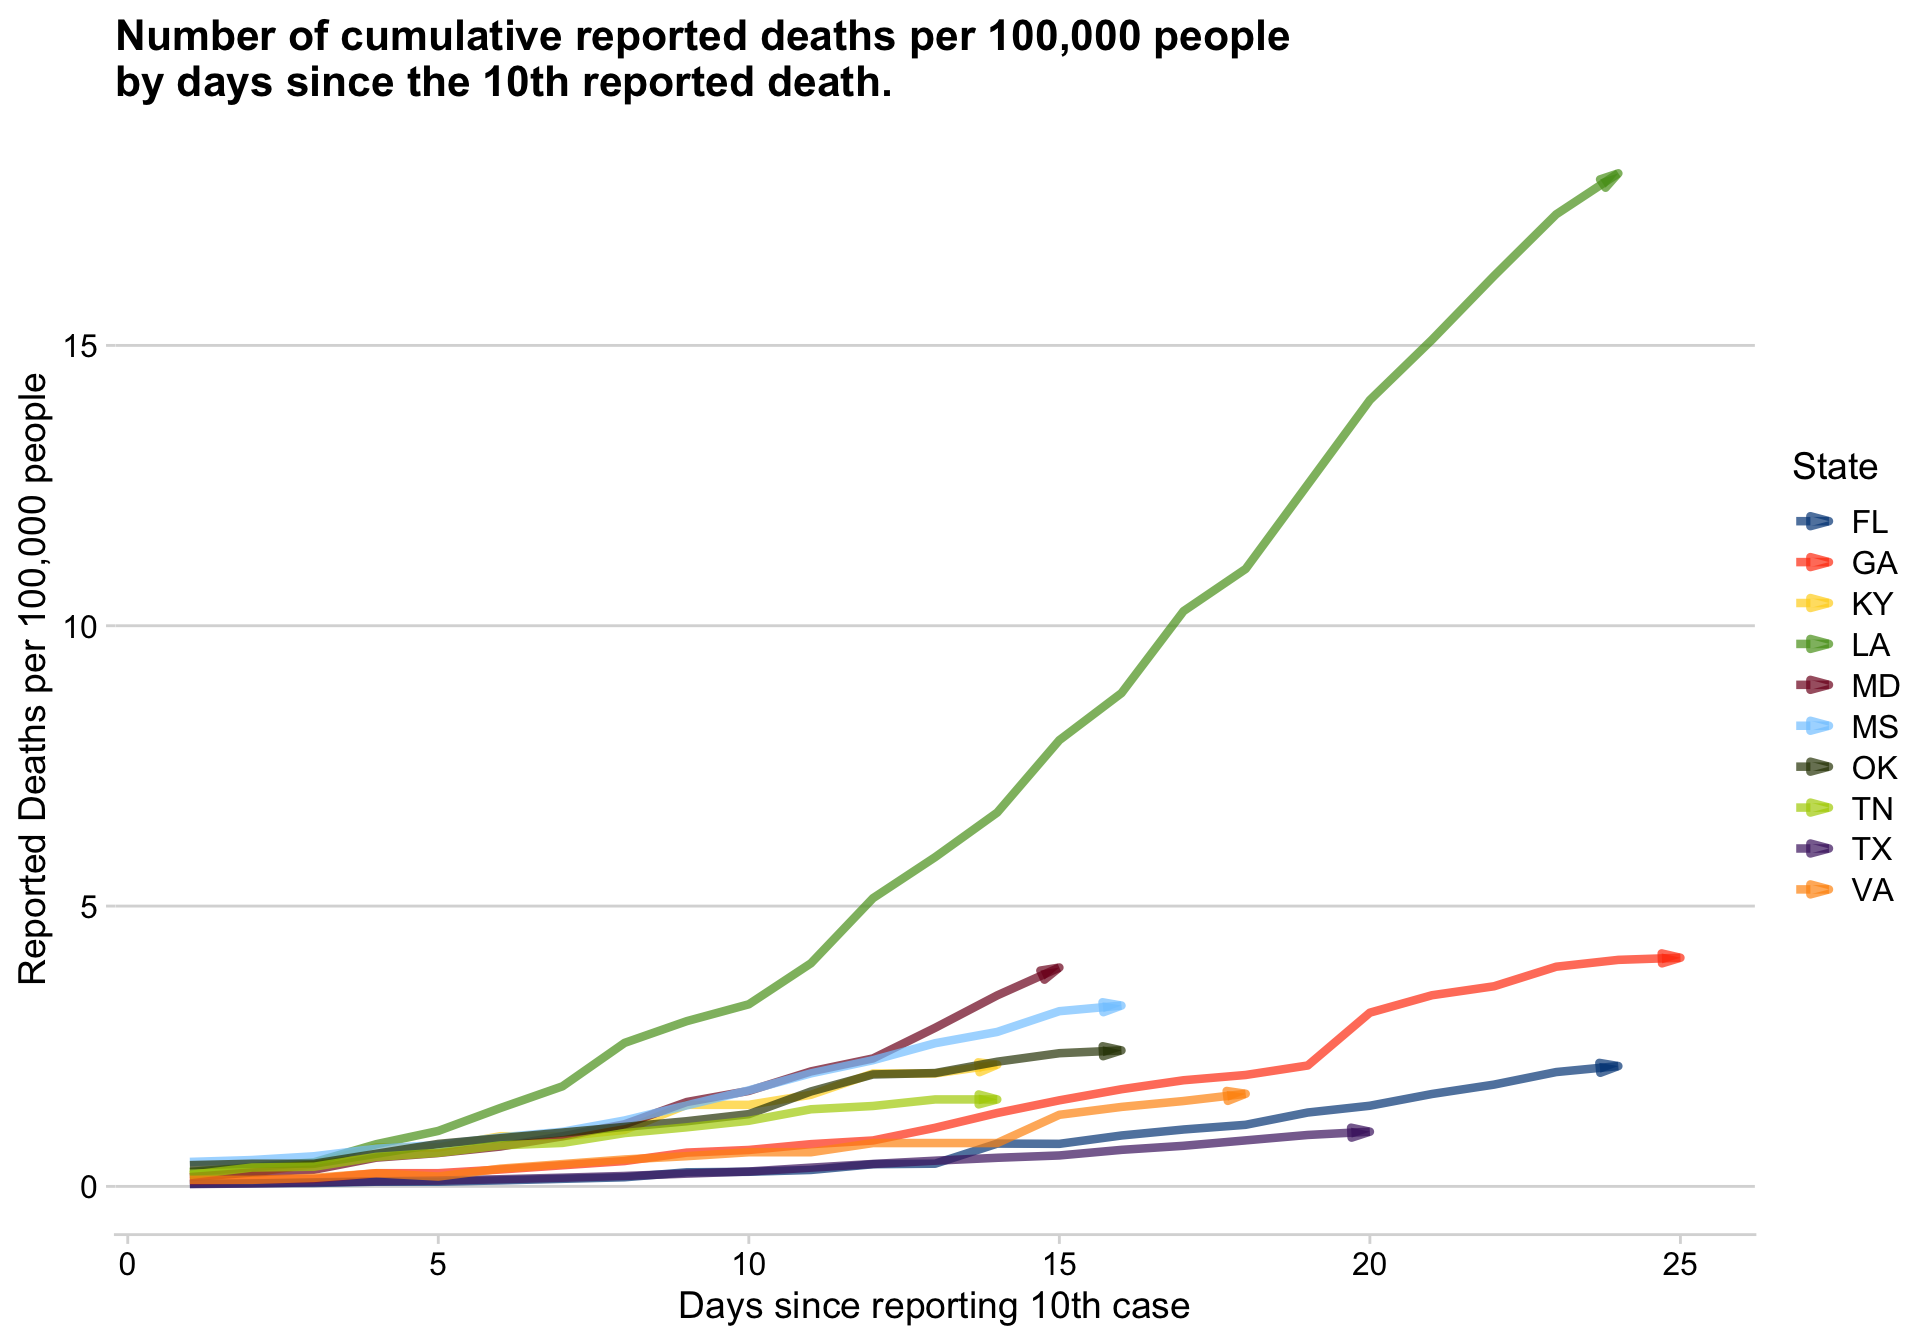 Number of cumulative reported deaths per 100,000 people
by days since the 10th reported death.
Reported Deaths per 100,000 people
15
10
5
0
0
5
10
15
20
25
Days since reporting 10th case
State
FL
GA
KY
LA
MD
MS
OK
TN
TX
VA